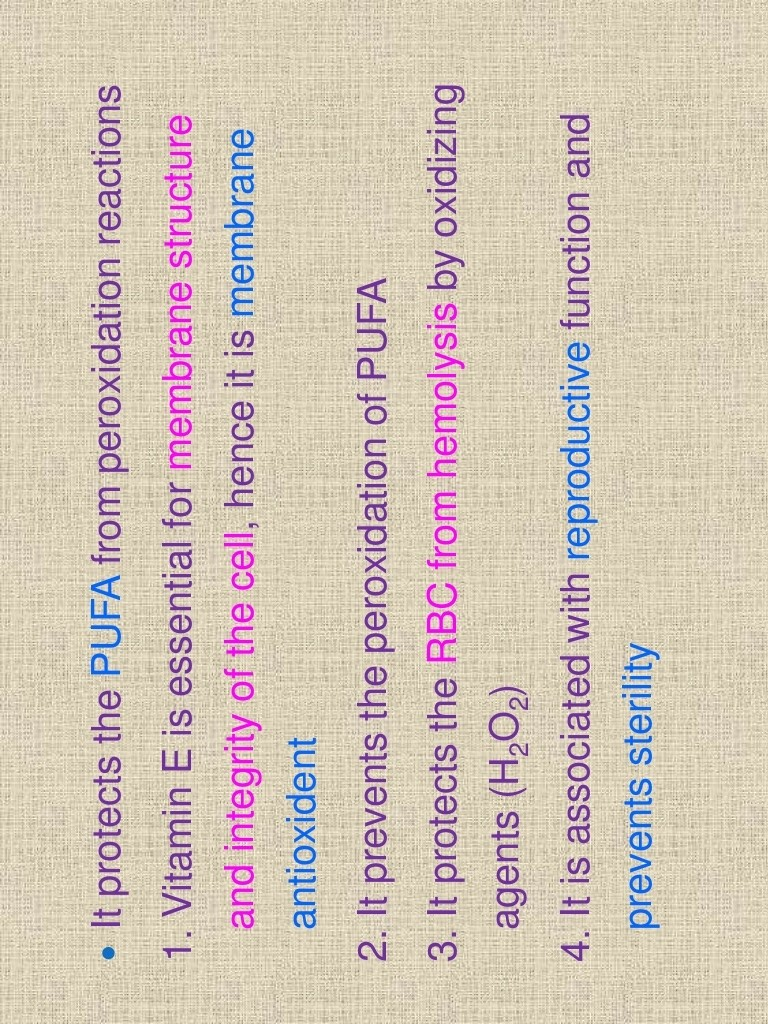 • It protects the PUFA from peroxidation reactions
1. Vitamin E is essential for membrane structure
and integrity of the cell, hence it is membrane
antioxident
2. It prevents the peroxidation of PUFA
3. It protects the RBC from hemolysis by oxidizing
agents (H₂O₂)
4. It is associated with reproductive function and
prevents sterility